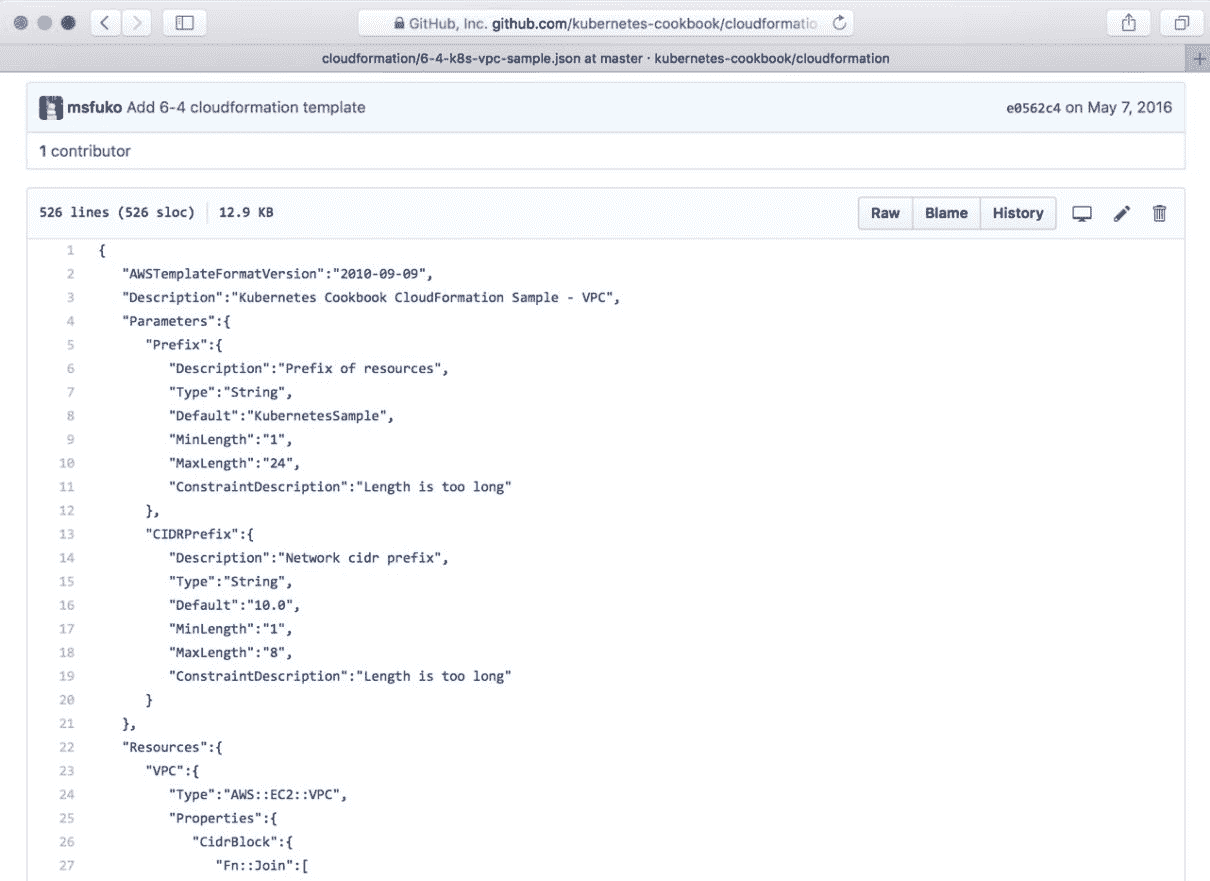 GitHub, Inc. github.com/kubernetes-cookbook/cloudformatio
cloudformation/6-4-k8s-vpc-sample.json at master · kubernetes-cookbook/cloudformation
msfuko Add 6-4 cloudformation template e0562c4 on May 7, 2016
1 contributor
526 lines (526 sloc) 12.9 KB Raw Blame History
1 {
2 "AWSTemplateFormatVersion":"2010-09-09",
3 "Description":"Kubernetes Cookbook CloudFormation Sample - VPC",
4 "Parameters":{
5 "Prefix":{
6 "Description":"Prefix of resources",
7 "Type":"String",
8 "Default":"KubernetesSample",
9 "MinLength":"1",
10 "MaxLength":"24",
11 "ConstraintDescription":"Length is too long"
12 },
13 "CIDRPrefix":{
14 "Description":"Network cidr prefix",
15 "Type":"String",
16 "Default":"10.0",
17 "MinLength":"1",
18 "MaxLength":"8",
19 "ConstraintDescription":"Length is too long"
20 }
21 },
22 "Resources":{
23 "VPC":{
24 "Type":"AWS::EC2::VPC",
25 "Properties":{
26 "CidrBlock":{
27 "Fn::Join":[